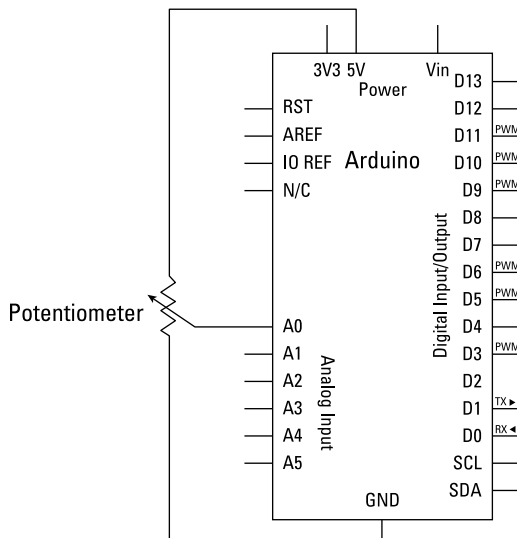 3V3 5V
Vin
Power
D13
RST
D12
AREF
D11
PWM
IO REF
Arduino
D10
PWM
N/C
D9
PWM
D8
D7
Digital Input/Output
D6
PWM
D5
PWM
Potentiometer
A0
D4
A1
D3
PWM
A2
D2
Analog Input
A3
D1
TX ▶
A4
D0
RX ◀
A5
SCL
SDA
GND